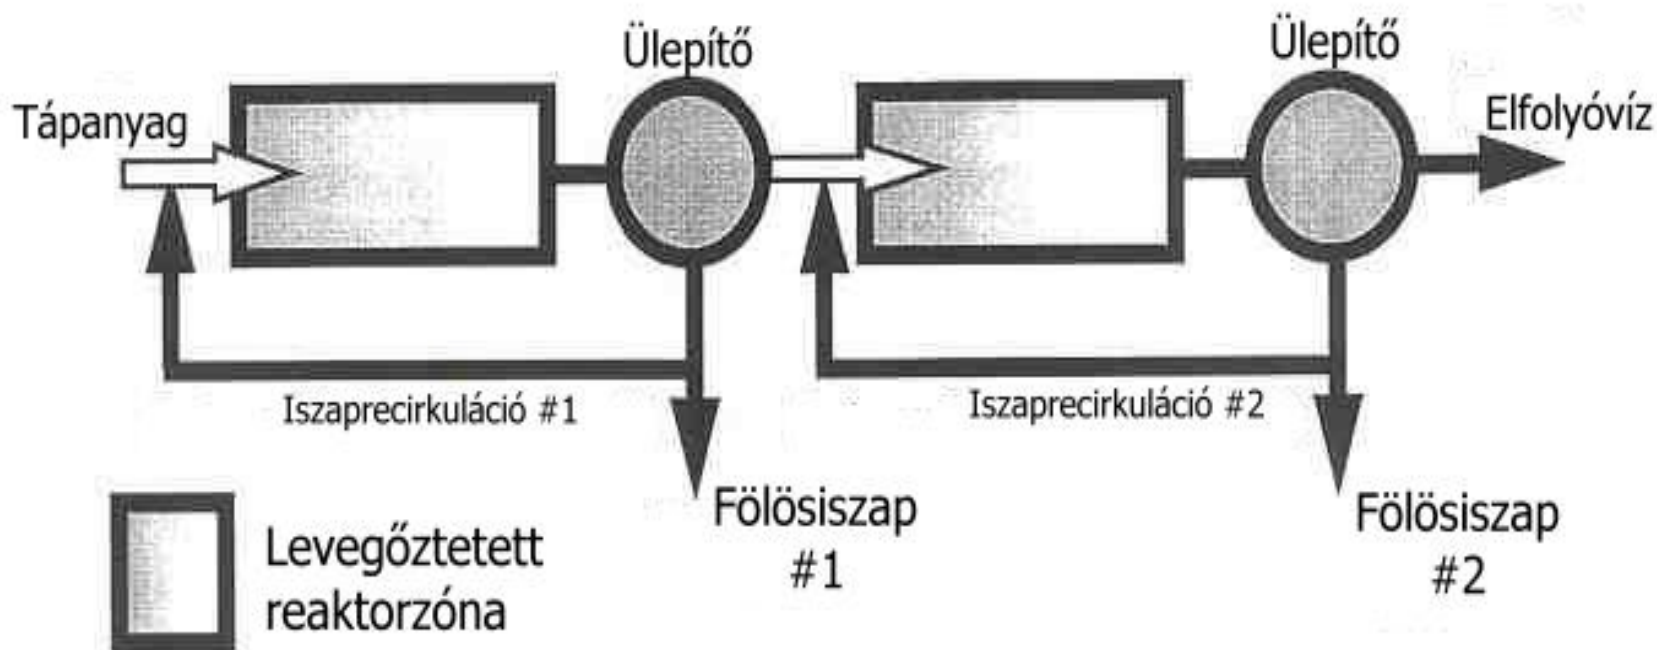 Ülepítő
Ülepítő
Tápanyag
Elfolyóvíz
Iszaprecirkuláció #1
Iszaprecirkuláció #2
Fölösiszap
#1
Fölösiszap
#2
Levegőztetett
reaktorzóna